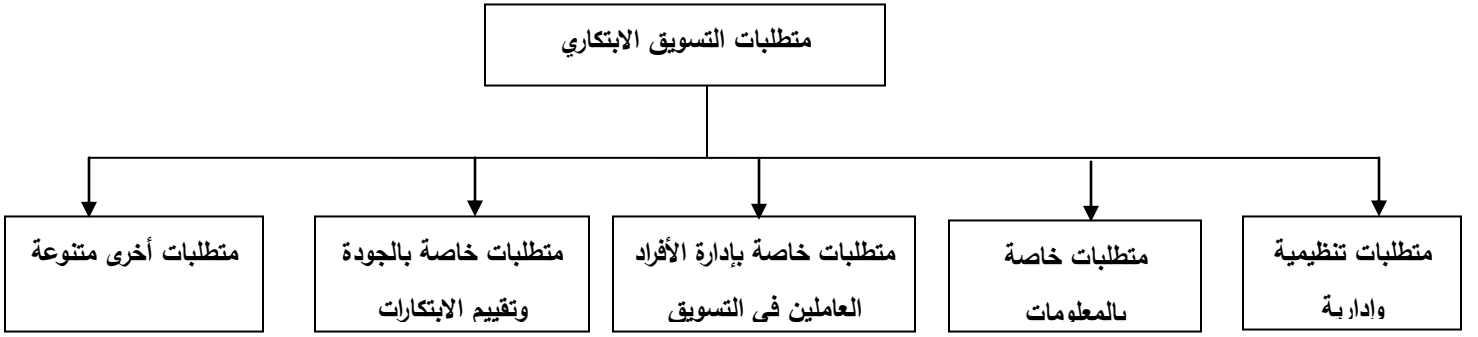 متطلبات التسويق الابتكاري
متطلبات تنظيمية
وإدارية
متطلبات خاصة
بالمعلومات
متطلبات خاصة بإدارة الأفراد
العاملين في التسويق
متطلبات خاصة بالجودة
وتقييم الابتكارات
متطلبات أخرى متنوعة